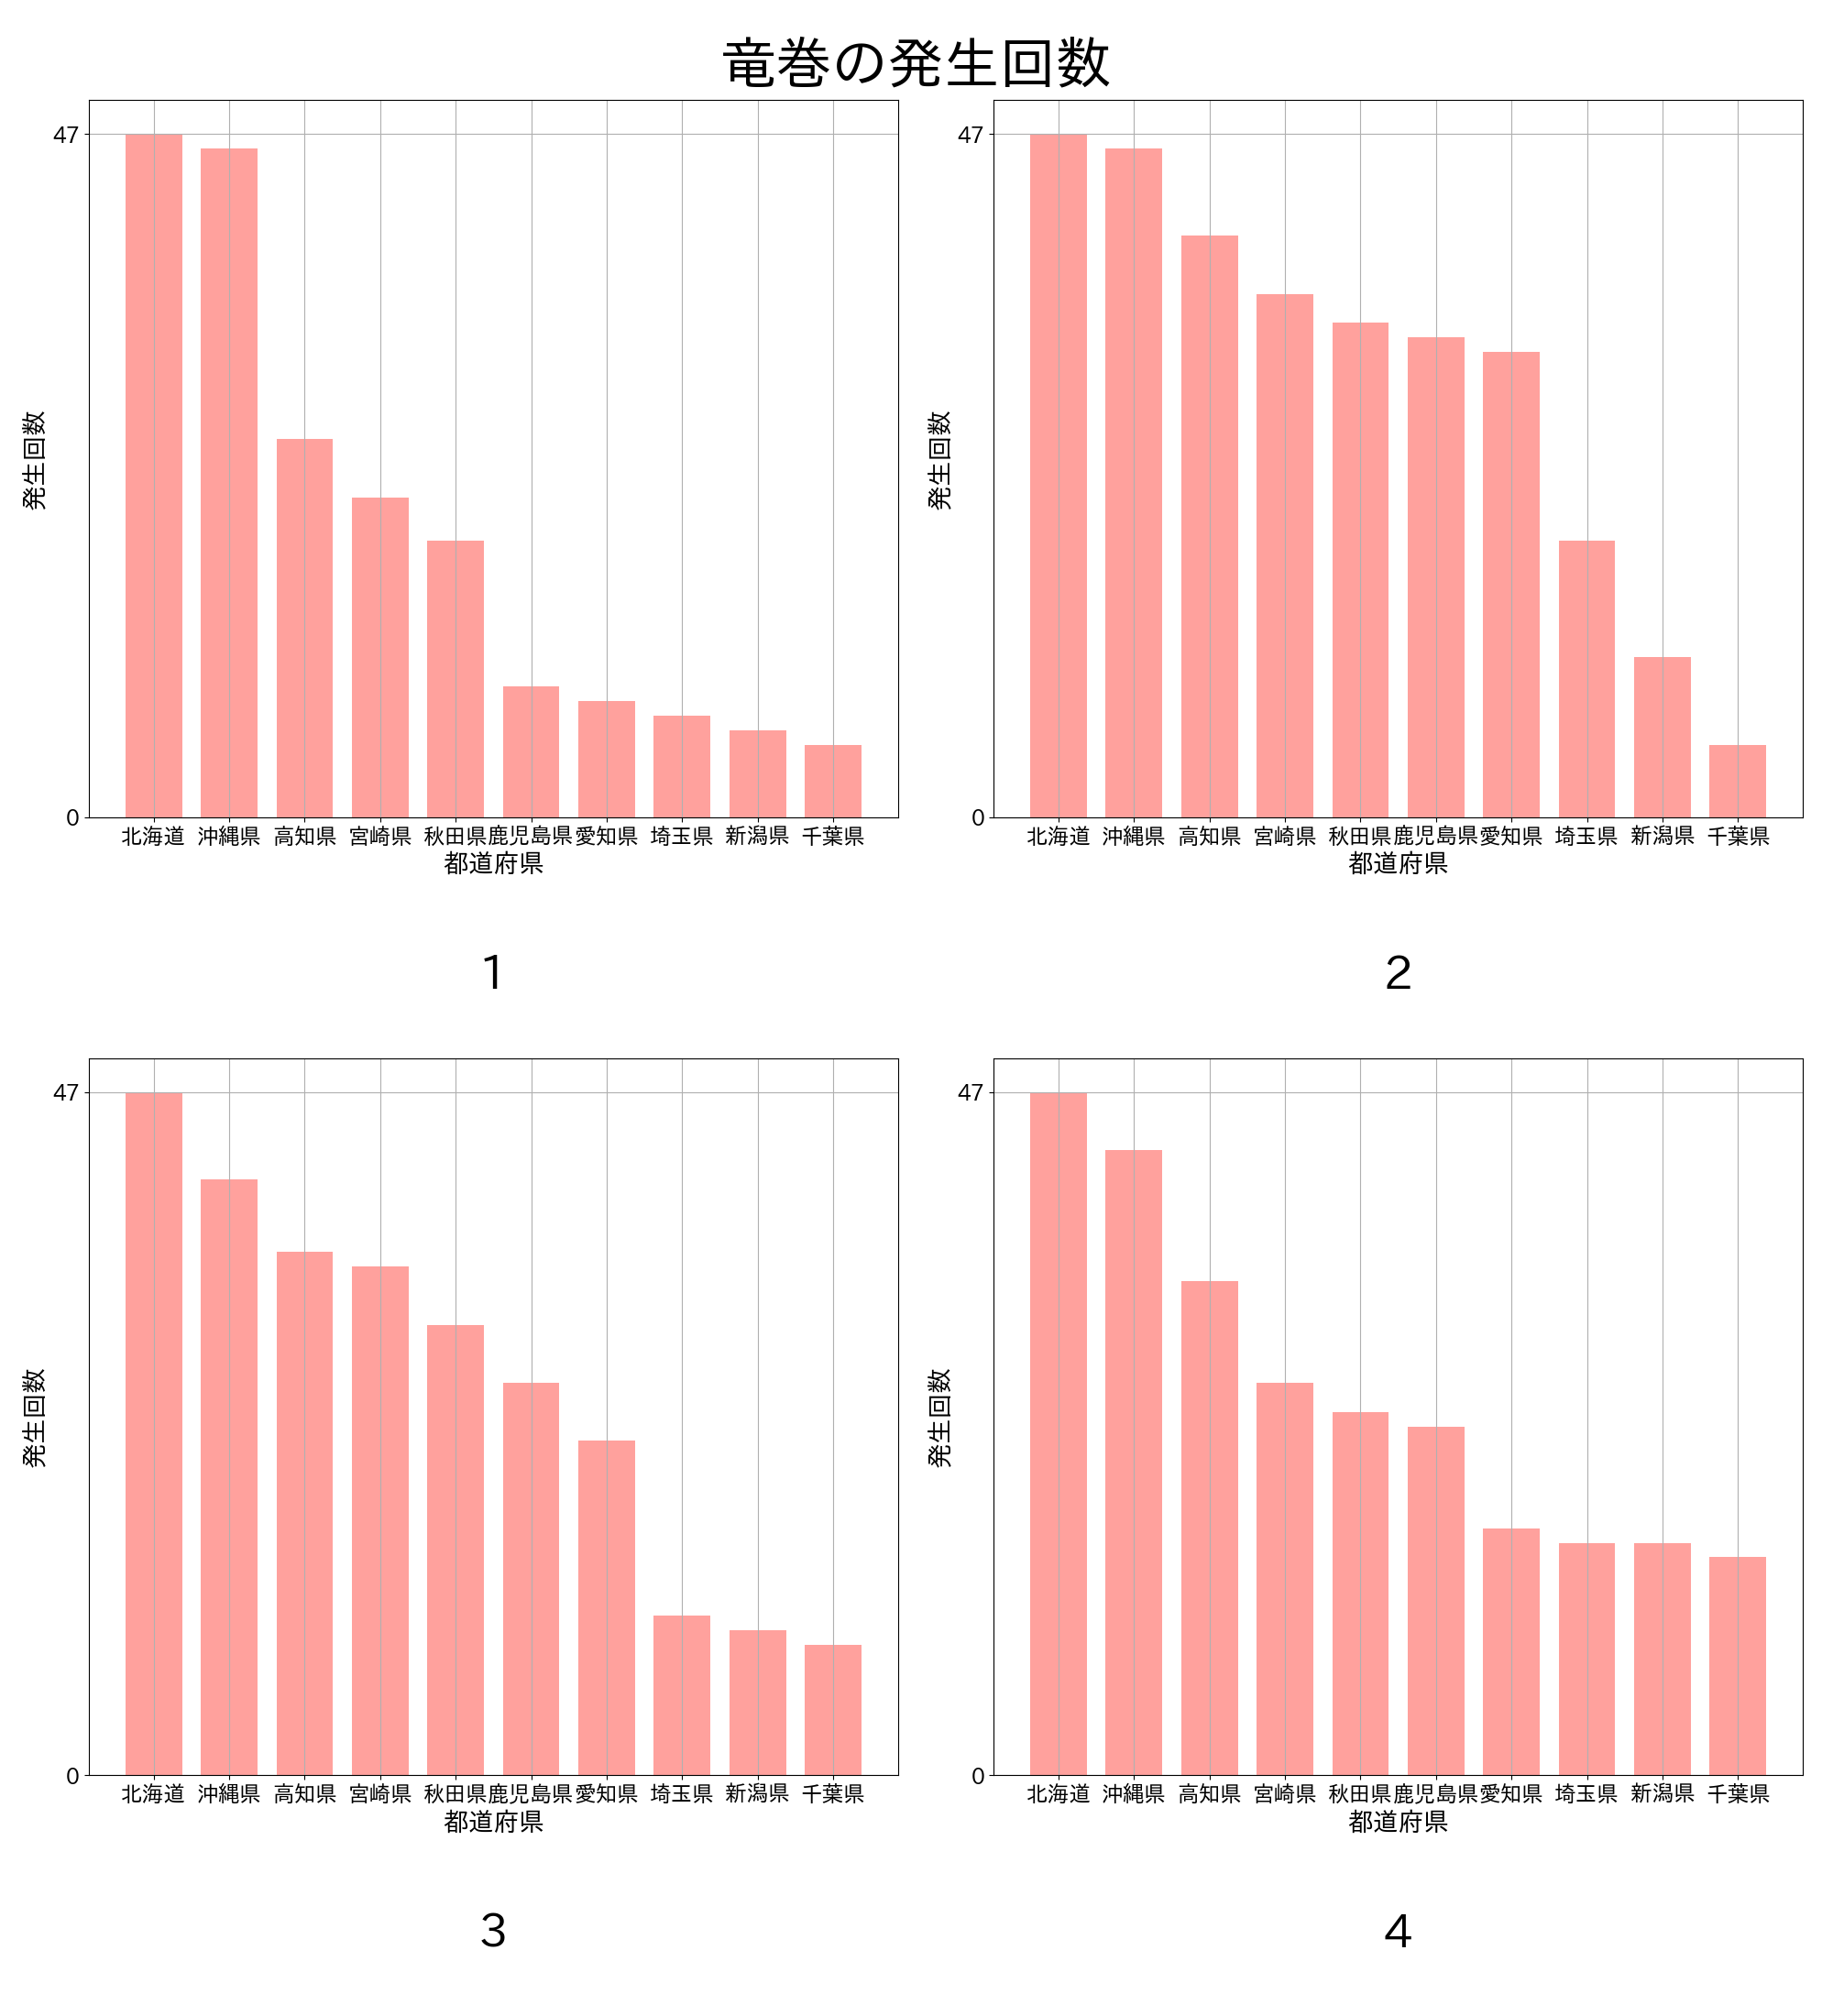 竜巻の発生回数
47
0
発生回数
北海道 沖縄県 高知県 宮崎県 秋田県 鹿児島県 愛知県 埼玉県 新潟県 千葉県
都道府県
1
47
0
発生回数
北海道 沖縄県 高知県 宮崎県 秋田県 鹿児島県 愛知県 埼玉県 新潟県 千葉県
都道府県
2
47
0
発生回数
北海道 沖縄県 高知県 宮崎県 秋田県 鹿児島県 愛知県 埼玉県 新潟県 千葉県
都道府県
3
47
0
発生回数
北海道 沖縄県 高知県 宮崎県 秋田県 鹿児島県 愛知県 埼玉県 新潟県 千葉県
都道府県
4